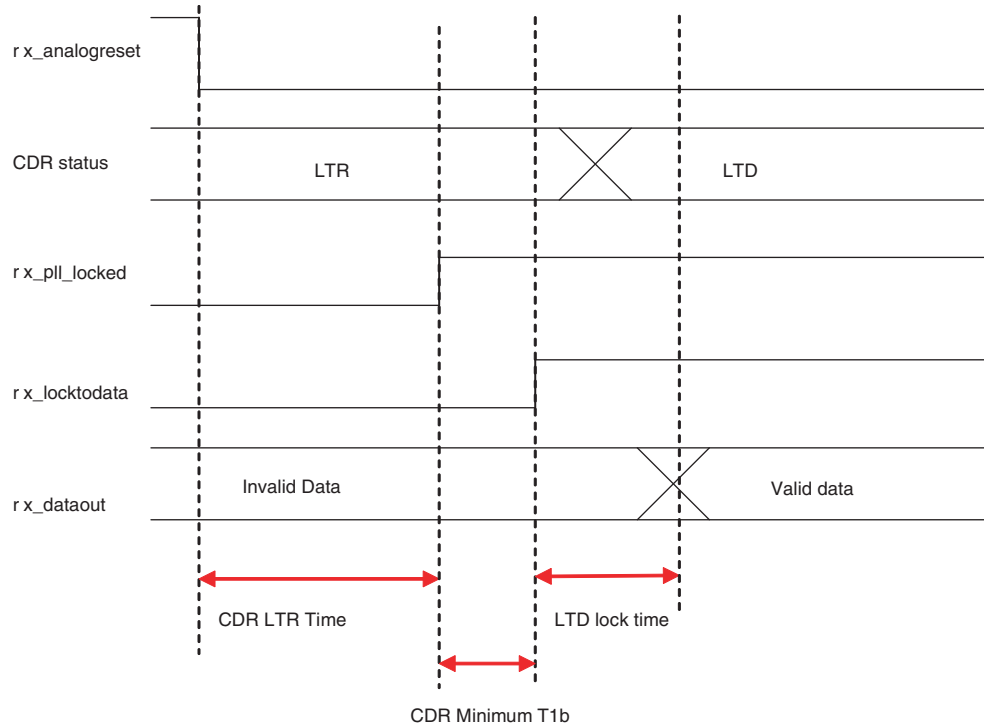 r x_analogreset
CDR status
LTR
LTD
r x_pll_locked
r x_locktodata
Invalid Data
Valid data
r x_dataout
CDR LTR Time
LTD lock time
CDR Minimum T1b